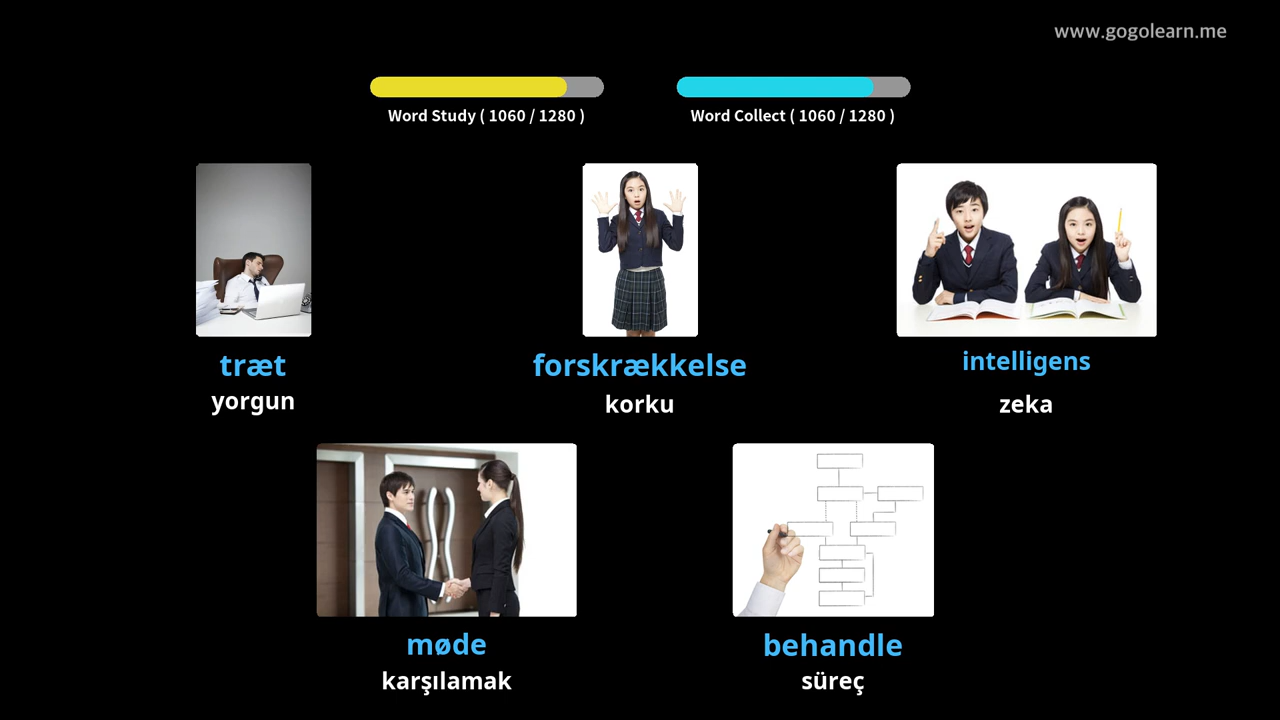 www.gogolearn.me
Word Study ( 1060 / 1280 )
Word Collect ( 1060 / 1280 )
træt
yorgun
forskrækkelse
korku
intelligens
zeka
møde
karşılamak
behandle
süreç